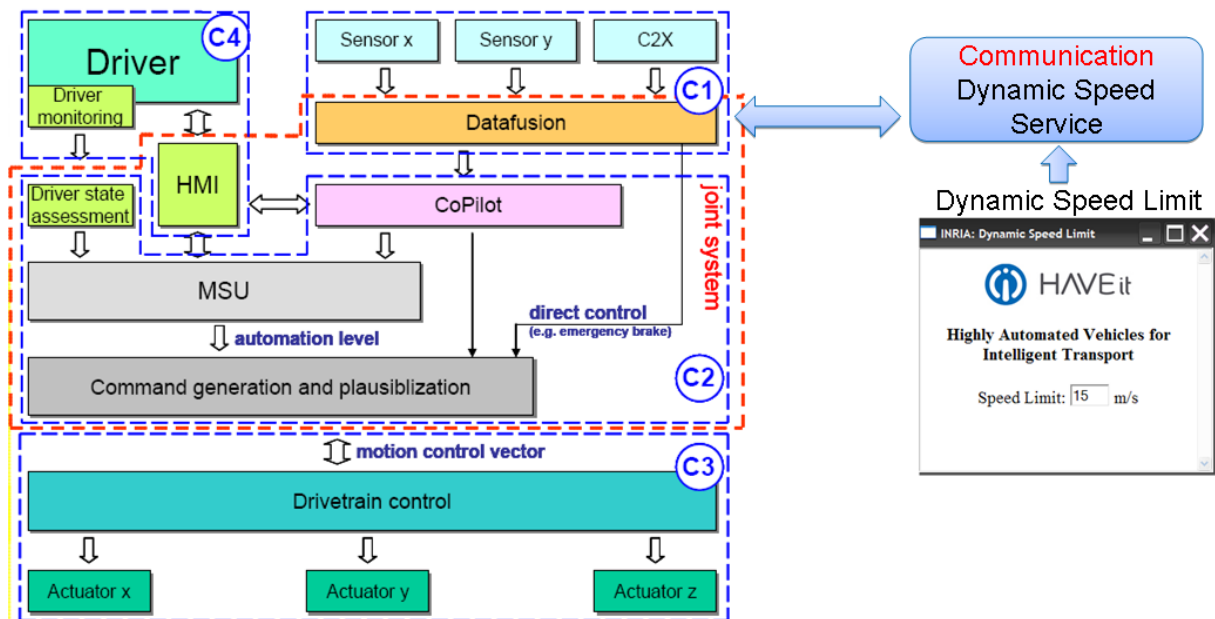 Driver
C4
Driver
monitoring
HMI
Driver state
assessment
Sensor x
Sensor y
C2X
C1
Datafusion
CoPilot
joint system
MSU
automation level
direct control
(e.g. emergency brake)
Command generation and plausiblization
C2
motion control vector
C3
Drivetrain control
Actuator x
Actuator y
Actuator z
Communication
Dynamic Speed
Service
Dynamic Speed Limit
INRIA: Dynamic Speed Limit
HAVEit
Highly Automated Vehicles for
Intelligent Transport
Speed Limit: 15 m/s